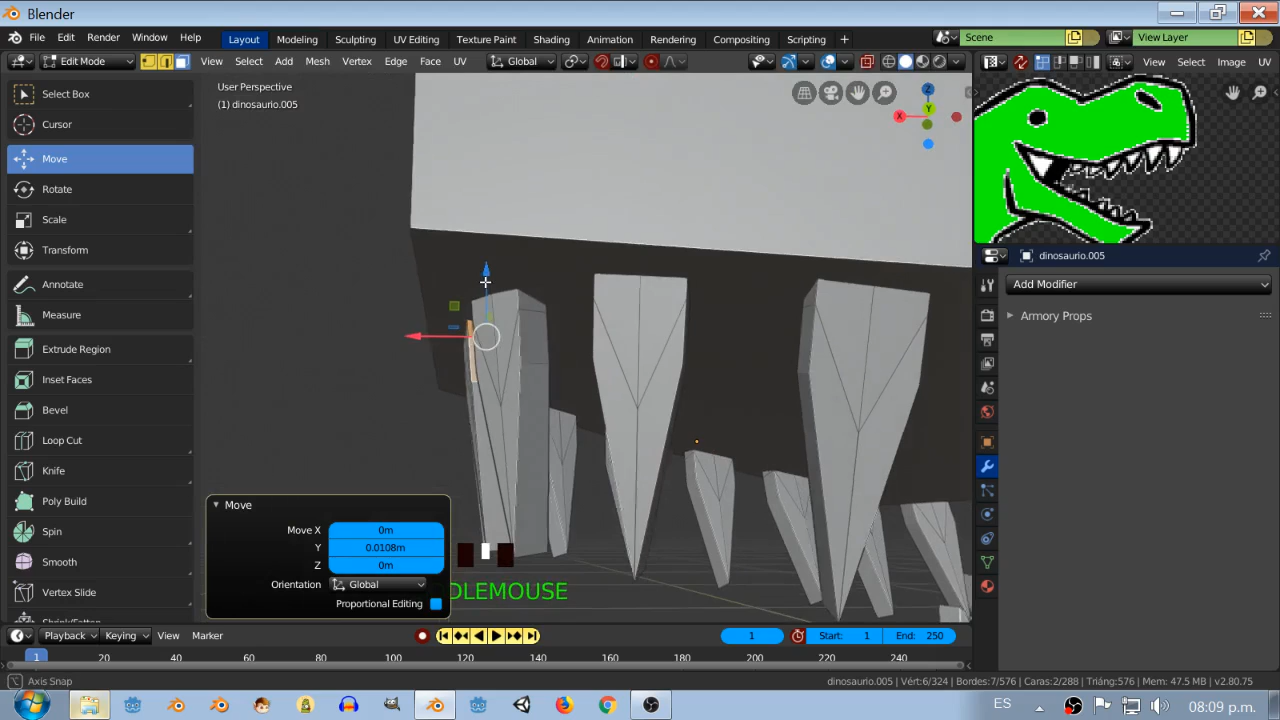 Blender
File Edit Render Window Help Layout Modeling Sculpting UV Editing Texture Paint Shading Animation Rendering Compositing Scripting + Scene View Layer
Edit Mode View Select Add Mesh Vertex Edge Face UV Global View Select Image UV
User Perspective
(1) dinosaurio.005
Z
Y
X
Select Box
Cursor
Move
Rotate
Scale
Transform
Annotate
Measure
Extrude Region
Inset Faces
Bevel
Loop Cut
Knife
Poly Build
Spin
Smooth
Vertex Slide
Move
Move X 0m
Y 0.0108m
Z 0m
Orientation Global
Proportional Editing
DLEMOUSE
dinosaurio.005
Add Modifier
Armory Props
Playback Keying View Marker 1 Start: 1 End: 250
1 20 40 60 80 100 120 140 160 180 200 220 240
Axis Snap dinosaurio.005 | Vért:6/324 | Bordes:7/576 | Caras:2/288 | Triáng:576 | Mem: 47.5 MB | v2.80.75
ES 08:09 p.m.